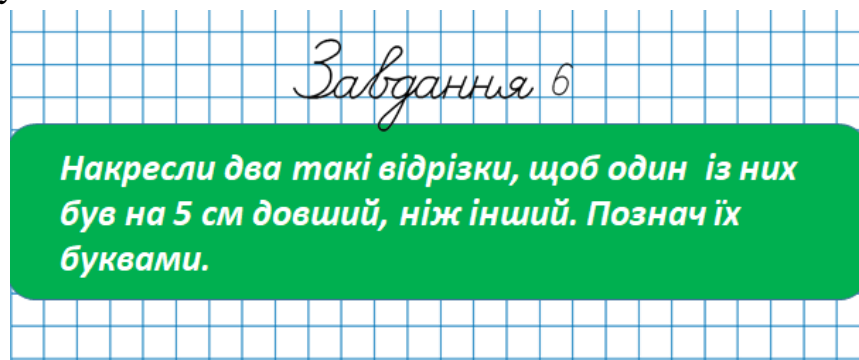 Завдання 6
Накресли два такі відрізки, щоб один із них
був на 5 см довший, ніж інший. Познач їх
буквами.